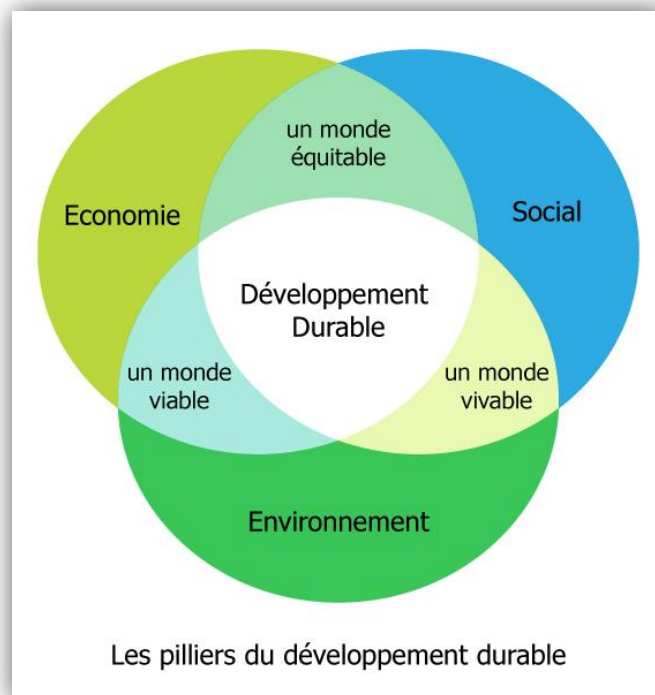 un monde
équitable
Economie
Social
Développement
Durable
un monde
viable
un monde
vivable
Environnement
Les pilliers du développement durable